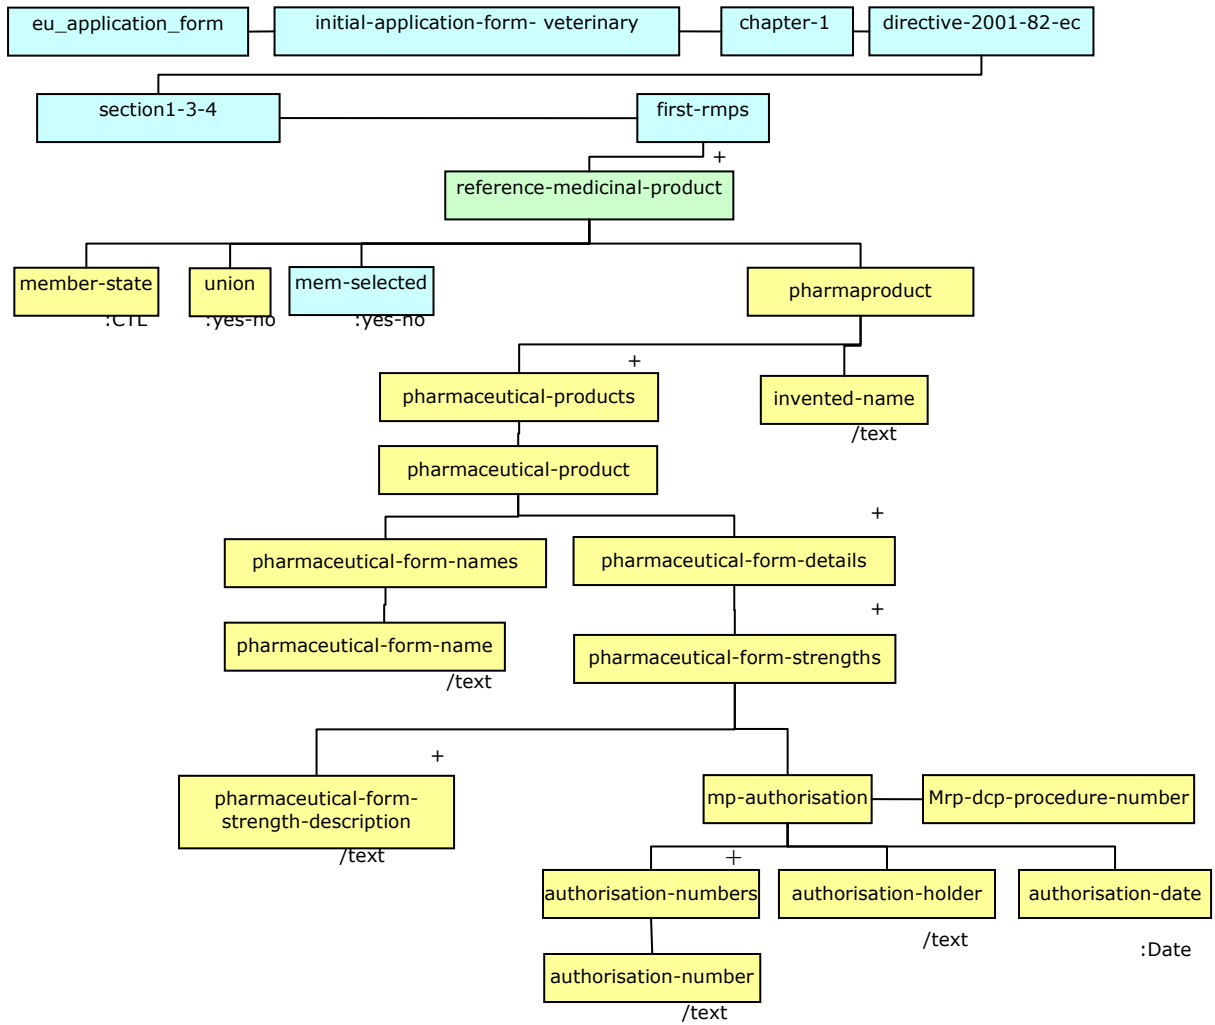 eu_application_form
initial-application-form- veterinary
chapter-1
directive-2001-82-ec
section1-3-4
first-rmps
+
reference-medicinal-product
member-state
:CTL
union
:yes-no
mem-selected
:yes-no
pharmaproduct
+
pharmaceutical-products
invented-name
/text
pharmaceutical-product
+
pharmaceutical-form-names
pharmaceutical-form-details
+
pharmaceutical-form-name
/text
pharmaceutical-form-strengths
+
pharmaceutical-form-
strength-description
/text
mp-authorisation
Mrp-dcp-procedure-number
+
authorisation-numbers
authorisation-holder
/text
authorisation-date
:Date
authorisation-number
/text